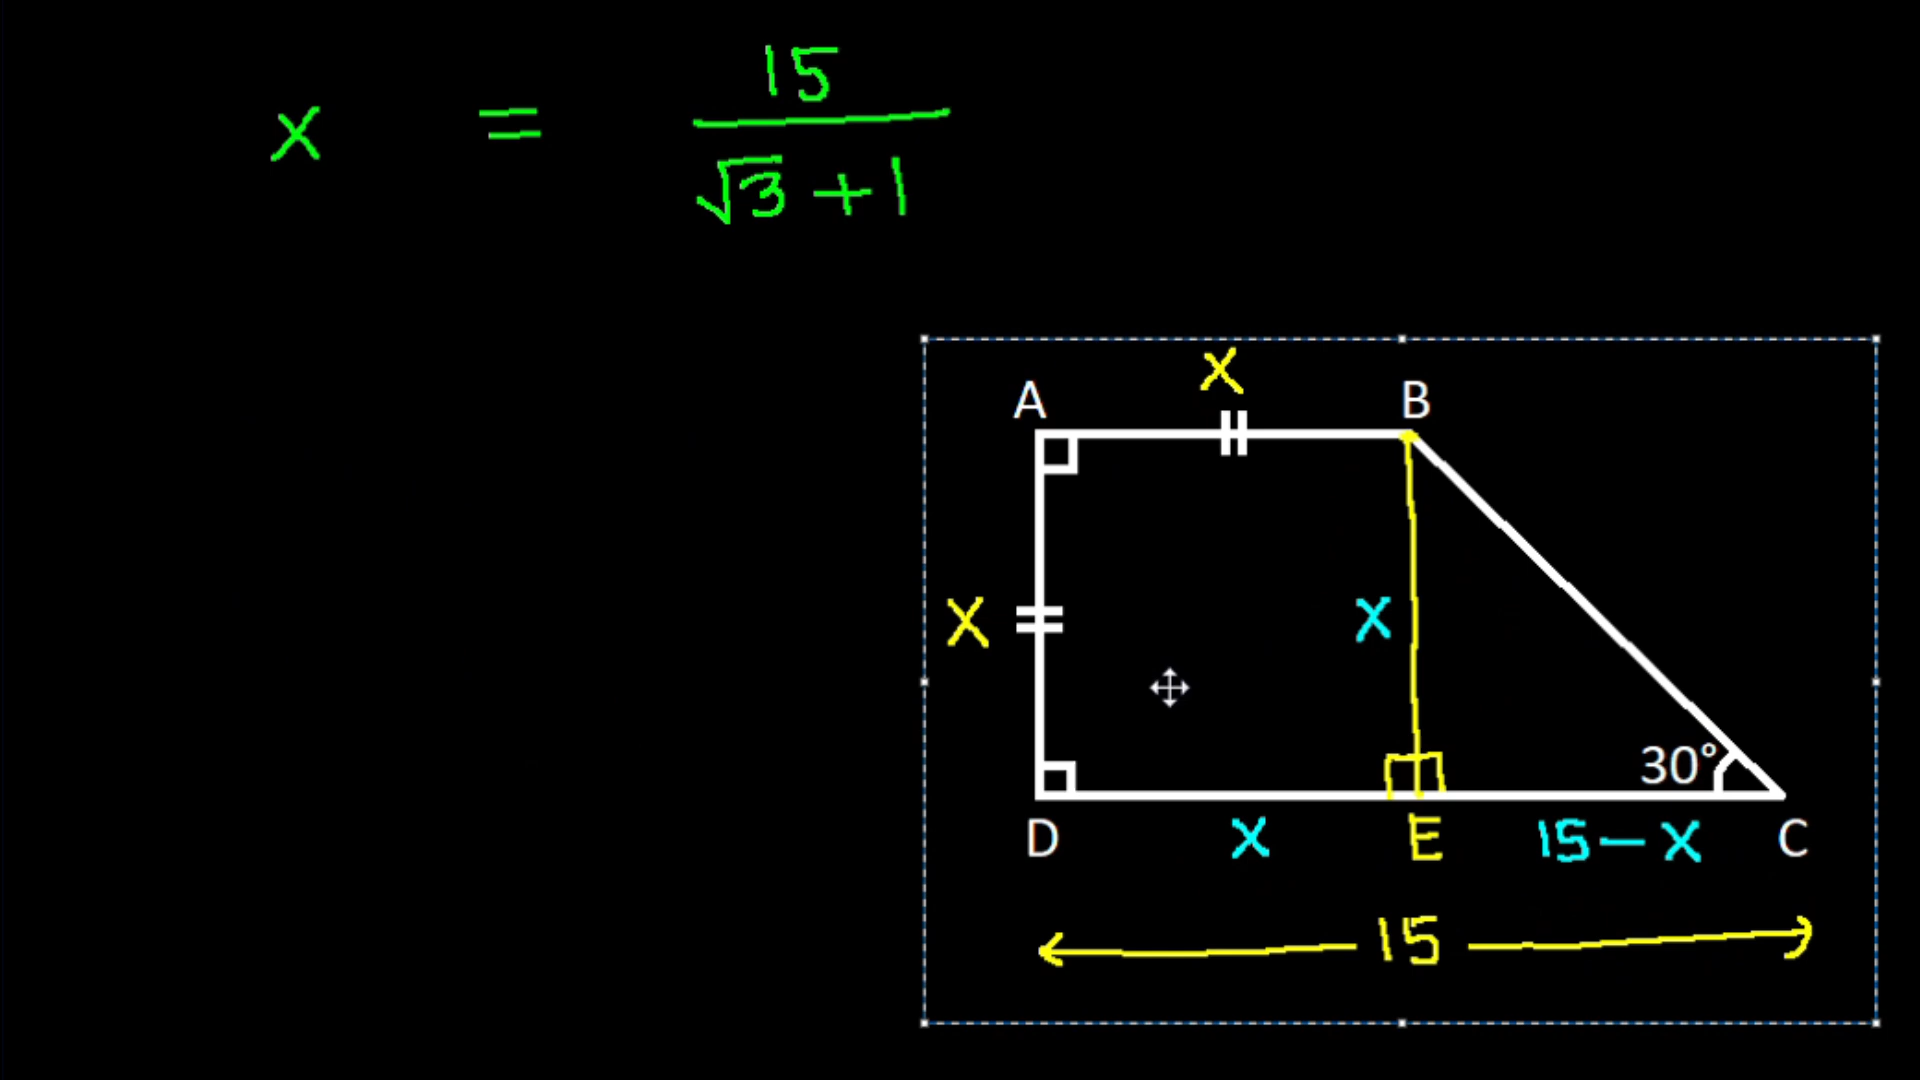 x = 15 / √3 + 1
x
A B
x x
30°
D x E 15 − x C
15